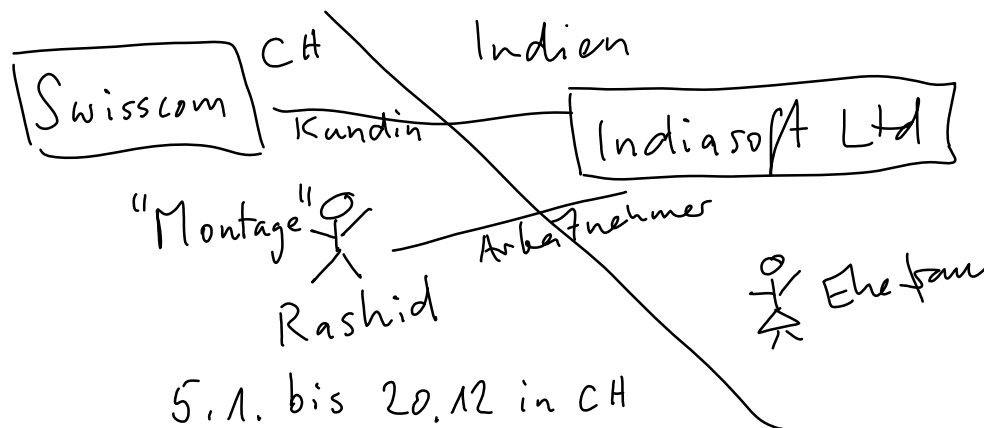 CH
Indien
Swisscom
Kundin
Indiasoft Ltd
"Montage"
Arbeitnehmer
Rashid
Ehefrau
5.1. bis 20.12 in CH